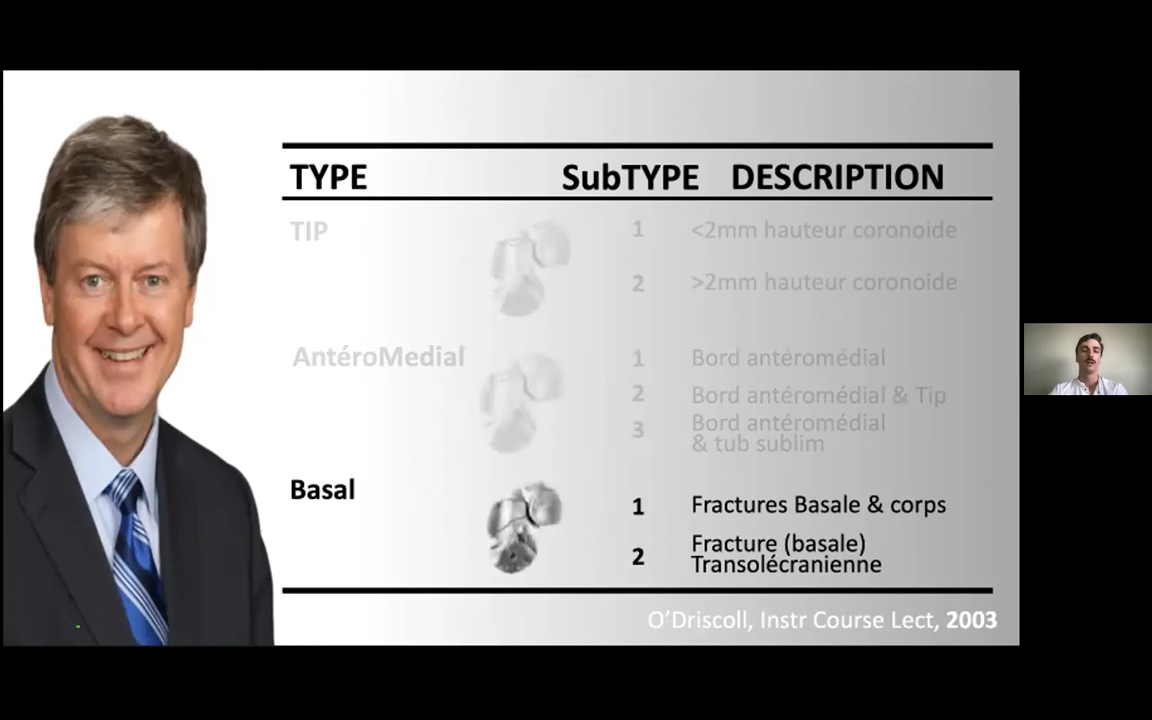 TYPE SubTYPE DESCRIPTION
TIP 1 <2mm hauteur coronoide
2 >2mm hauteur coronoide
AntéroMedial 1 Bord antéromédial
2 Bord antéromédial & Tip
3 Bord antéromédial
& tub sublim
Basal 1 Fractures Basale & corps
2 Fracture (basale)
Transolécranienne
O'Driscoll, Instr Course Lect, 2003